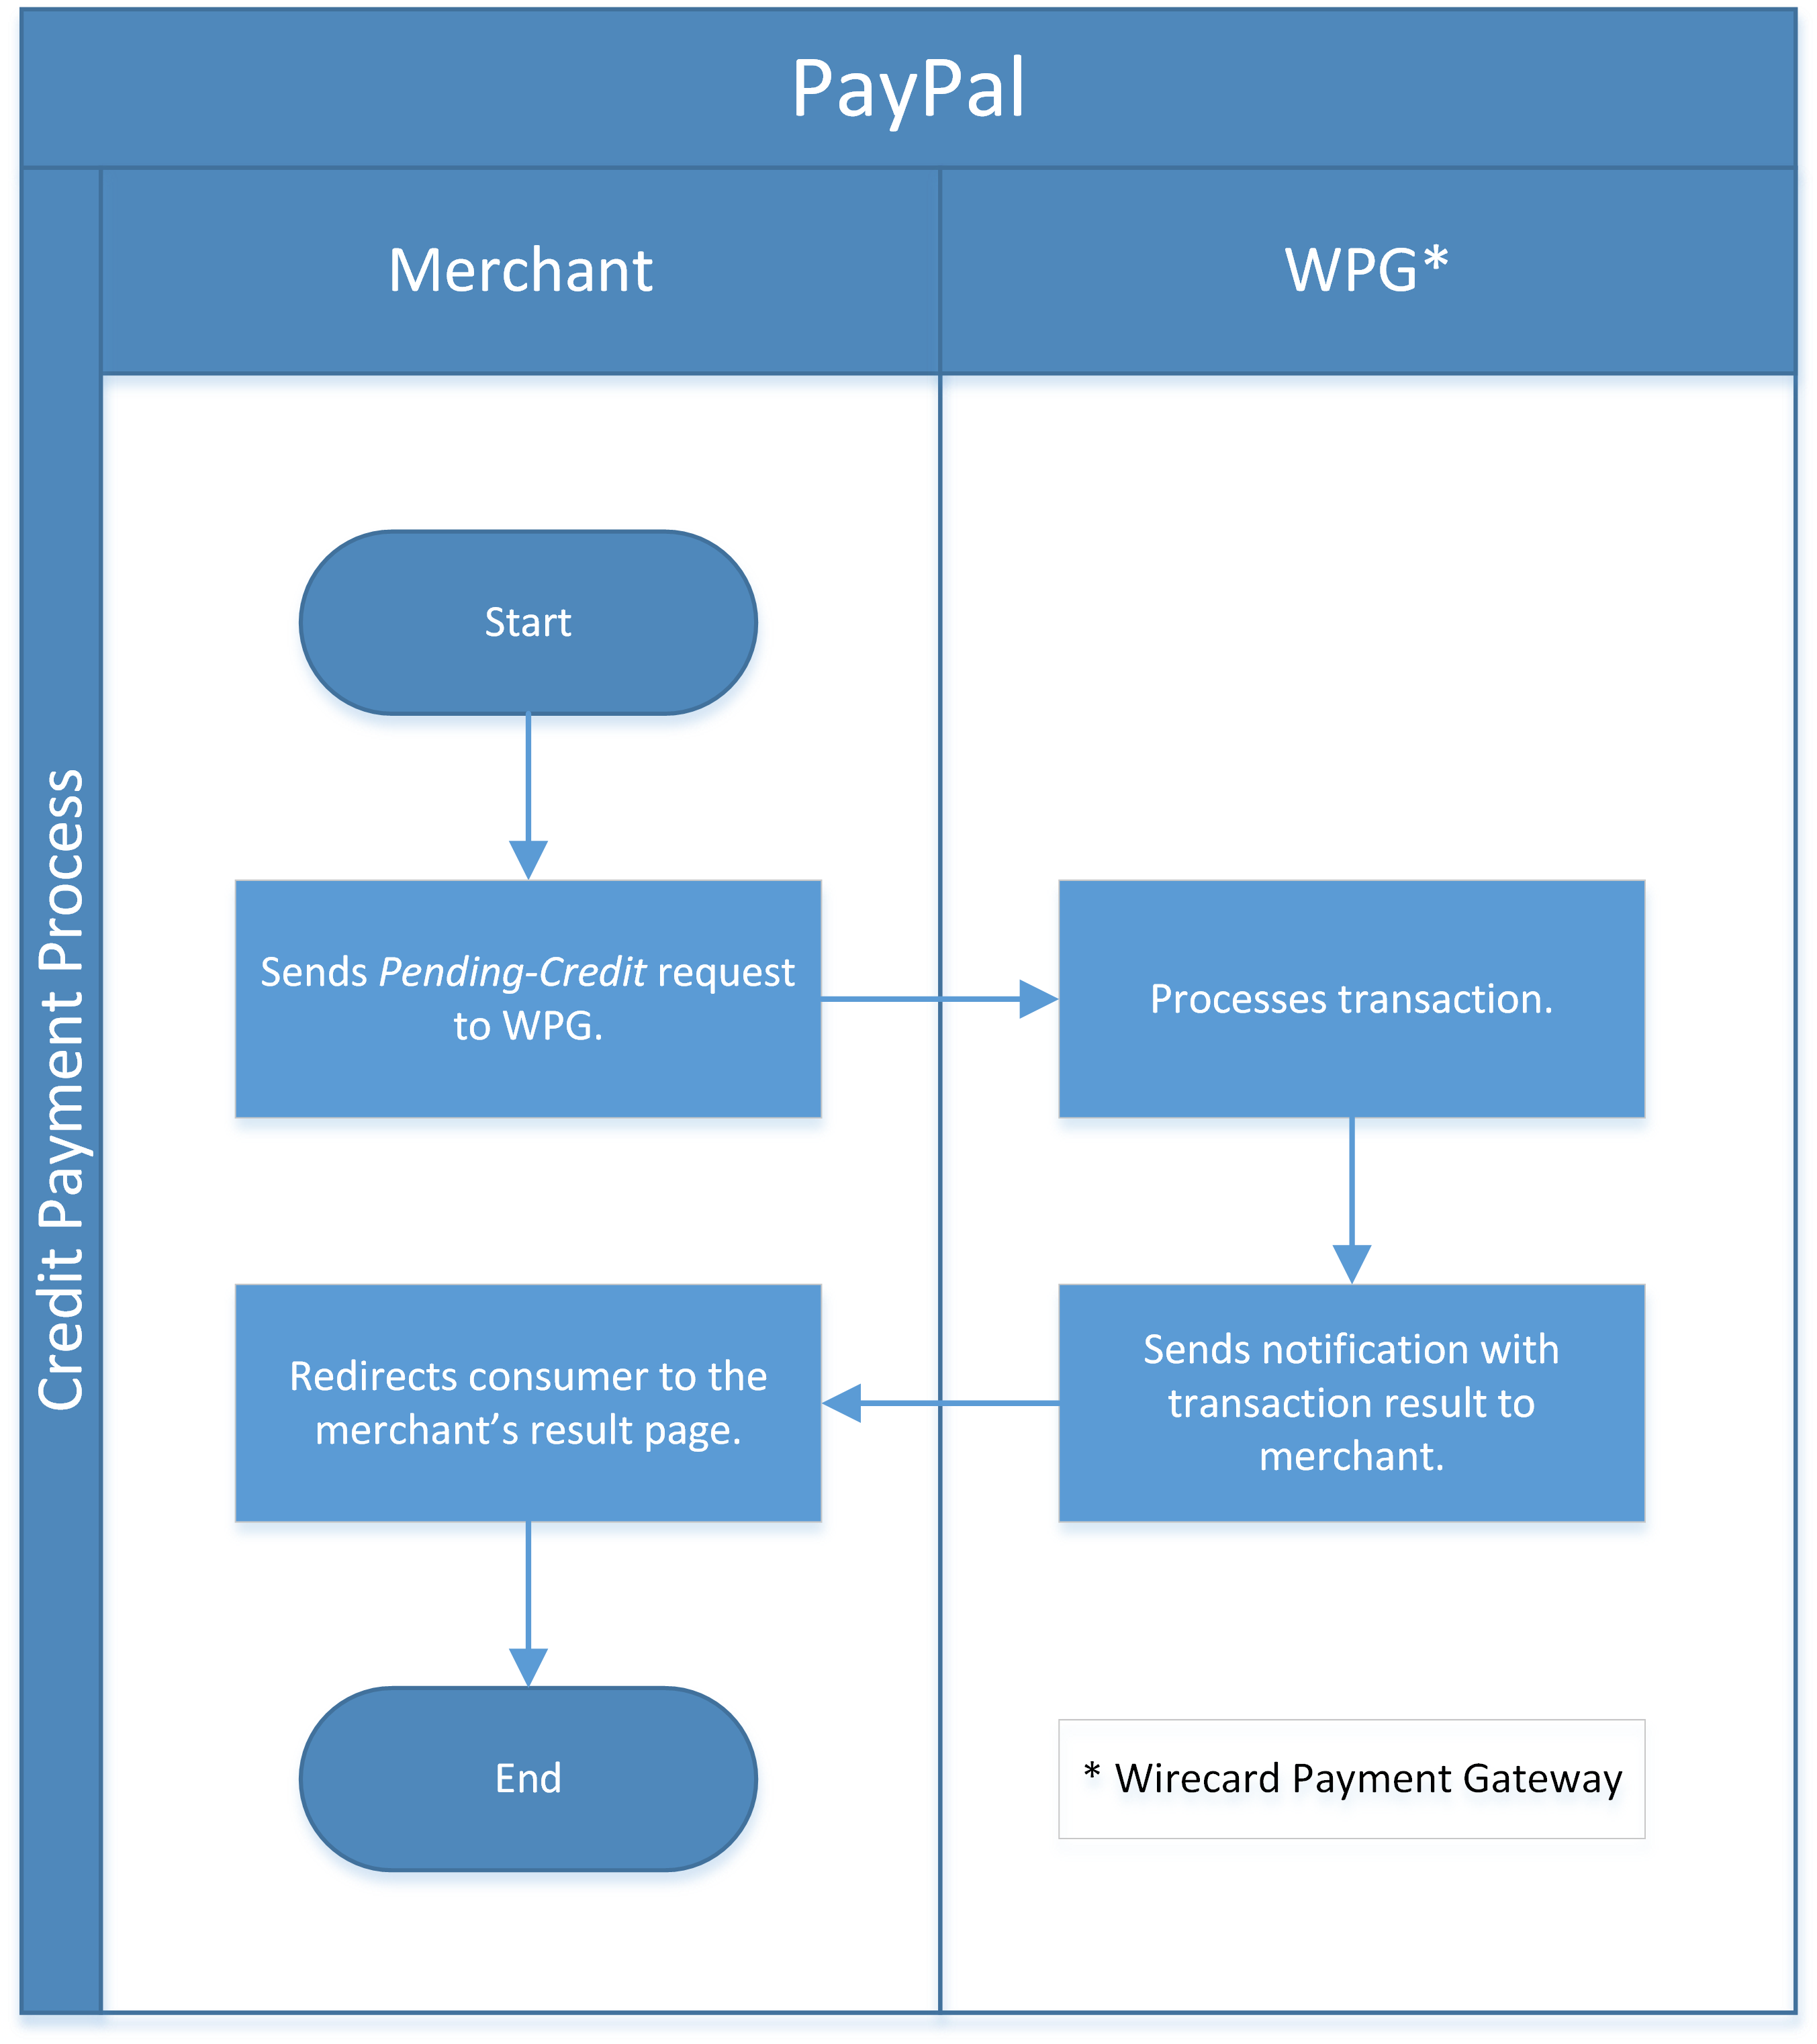 PayPal
Merchant
WPG*
Credit Payment Process
Start
Sends Pending-Credit request
to WPG.
Processes transaction.
Redirects consumer to the
merchant’s result page.
Sends notification with
transaction result to
merchant.
End
* Wirecard Payment Gateway